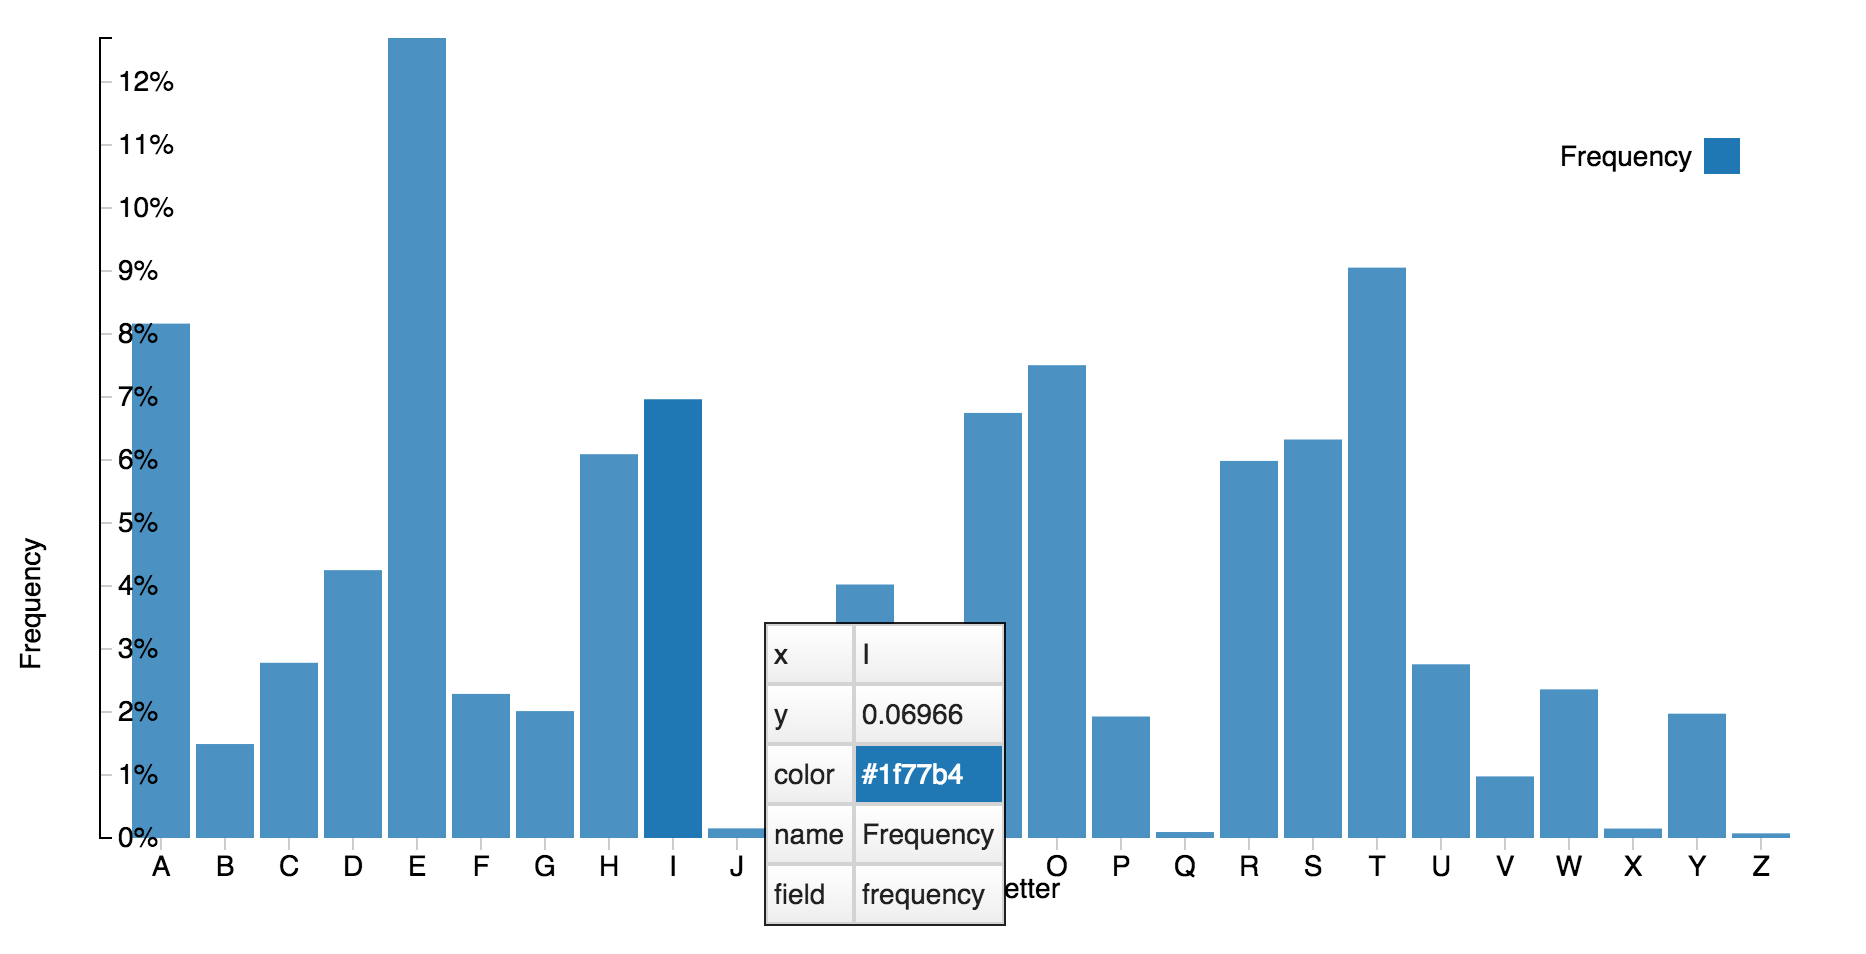 12%
11%
10%
9%
8%
7%
6%
5%
4%
3%
2%
1%
0%
Frequency
Frequency
x I
y 0.06966
color #1f77b4
name Frequency
field frequency
A B C D E F G H I J O P Q R S T U V W X Y Z
etter